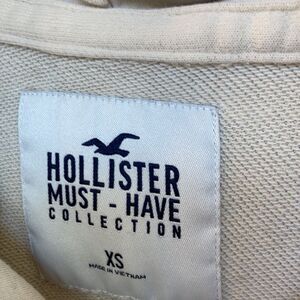 HOLLISTER
MUST - HAVE
COLLECTION
XS
MADE IN VIETNAM